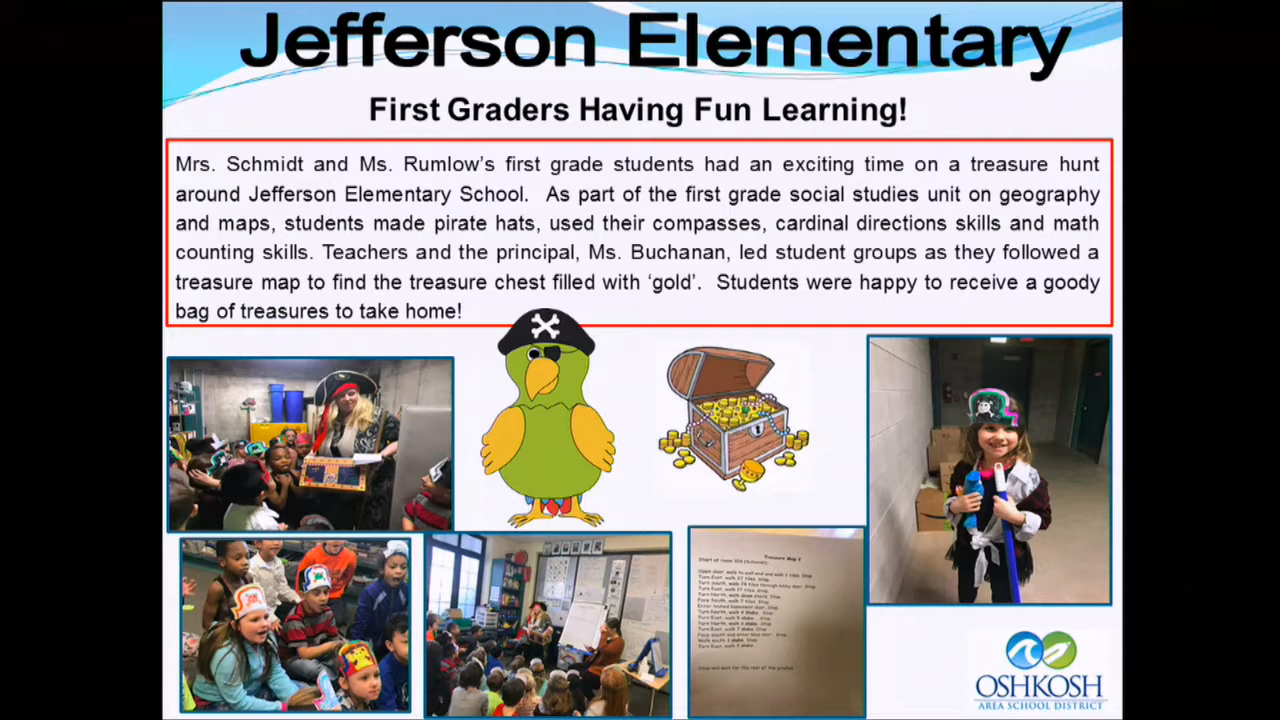 Jefferson Elementary
First Graders Having Fun Learning!
Mrs. Schmidt and Ms. Rumlow's first grade students had an exciting time on a treasure hunt
around Jefferson Elementary School. As part of the first grade social studies unit on geography
and maps, students made pirate hats, used their compasses, cardinal directions skills and math
counting skills. Teachers and the principal, Ms. Buchanan, led student groups as they followed a
treasure map to find the treasure chest filled with ‘gold’. Students were happy to receive a goody
bag of treasures to take home!
Treasure Map 2
Turn East, walk
OSHKOSH
AREA SCHOOL DISTRICT